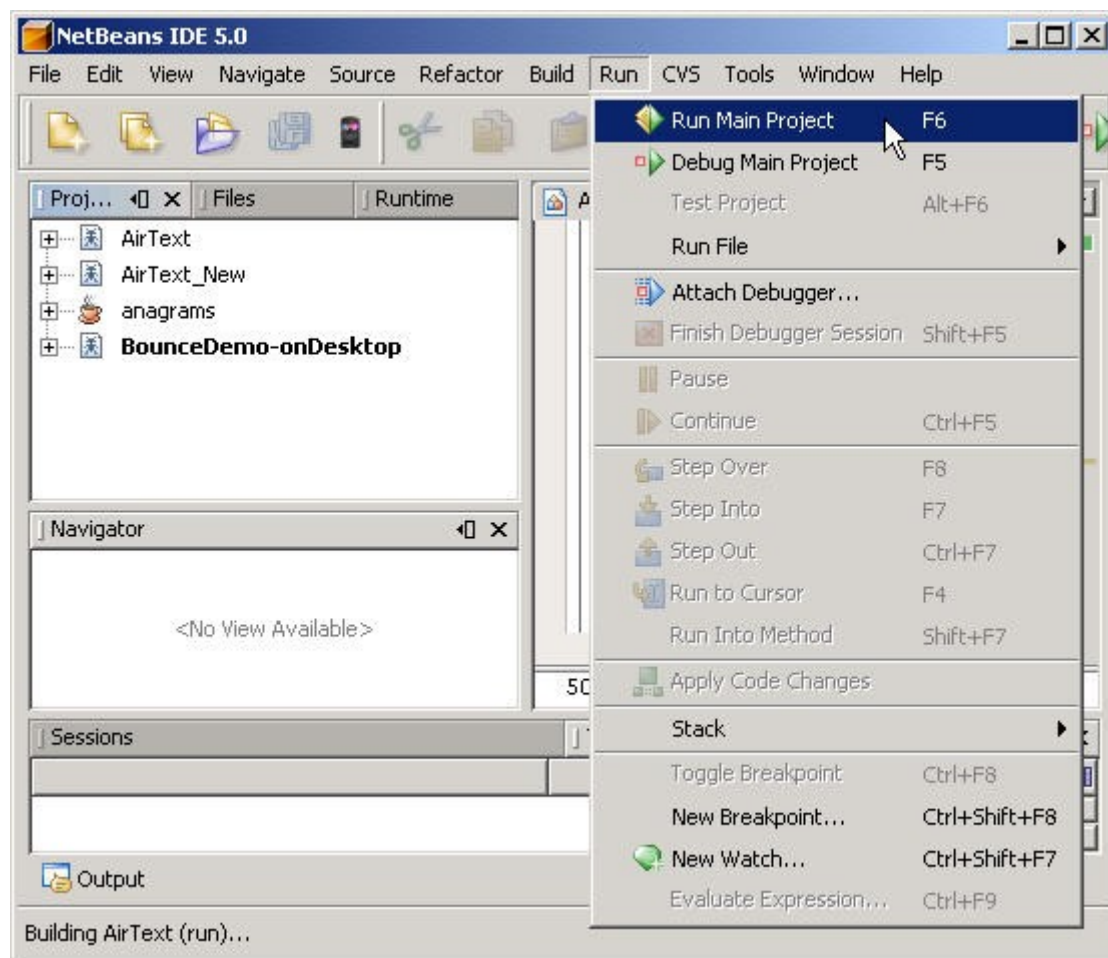 NetBeans IDE 5.0
File Edit View Navigate Source Refactor Build Run CVS Tools Window Help
Proj... Files Runtime
AirText
AirText_New
anagrams
BounceDemo-onDesktop
Navigator
<No View Available>
Sessions
Output
Building AirText (run)...
Run Main Project F6
Debug Main Project F5
Test Project Alt+F6
Run File
Attach Debugger...
Finish Debugger Session Shift+F5
Pause
Continue Ctrl+F5
Step Over F8
Step Into F7
Step Out Ctrl+F7
Run to Cursor F4
Run Into Method Shift+F7
Apply Code Changes
Stack
Toggle Breakpoint Ctrl+F8
New Breakpoint... Ctrl+Shift+F8
New Watch... Ctrl+Shift+F7
Evaluate Expression... Ctrl+F9